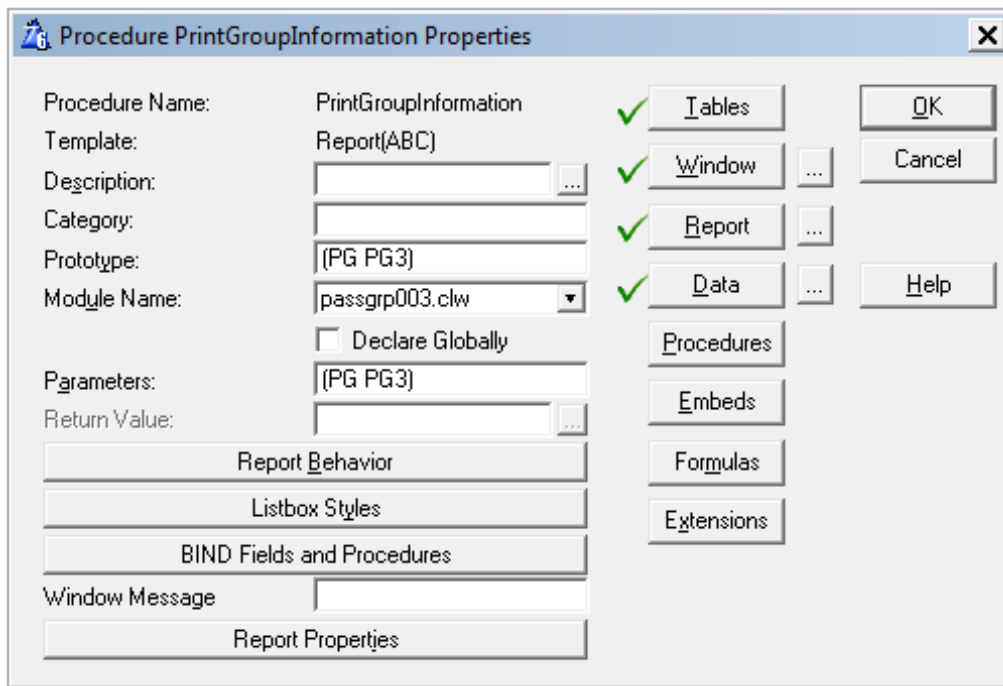 Procedure PrintGroupInformation Properties
Procedure Name: PrintGroupInformation
Template: Report(ABC)
Description: ...
Category:
Prototype: (PG PG3)
Module Name: passgrp003.clw
Declare Globally
Parameters: (PG PG3)
Return Value: ...
Report Behavior
Listbox Styles
BIND Fields and Procedures
Window Message
Report Properties
Tables
Window ...
Report ...
Data ...
Procedures
Embeds
Formulas
Extensions
OK
Cancel
Help